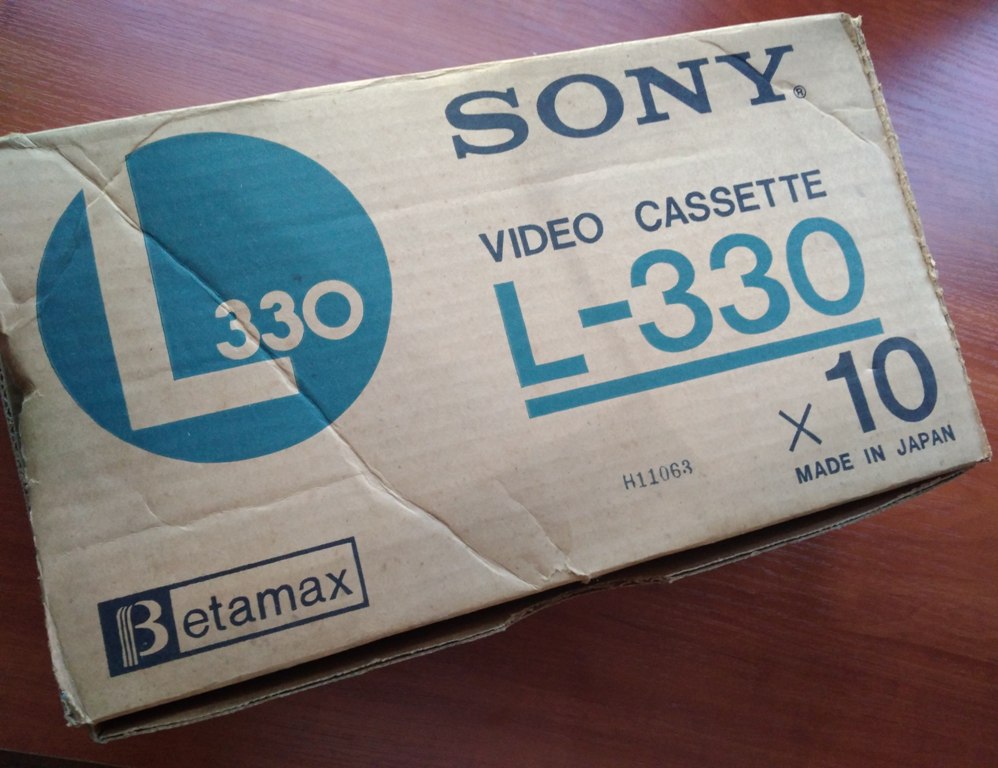 SONY®
VIDEO CASSETTE
L-330
L
330
× 10
MADE IN JAPAN
H11063
Betamax